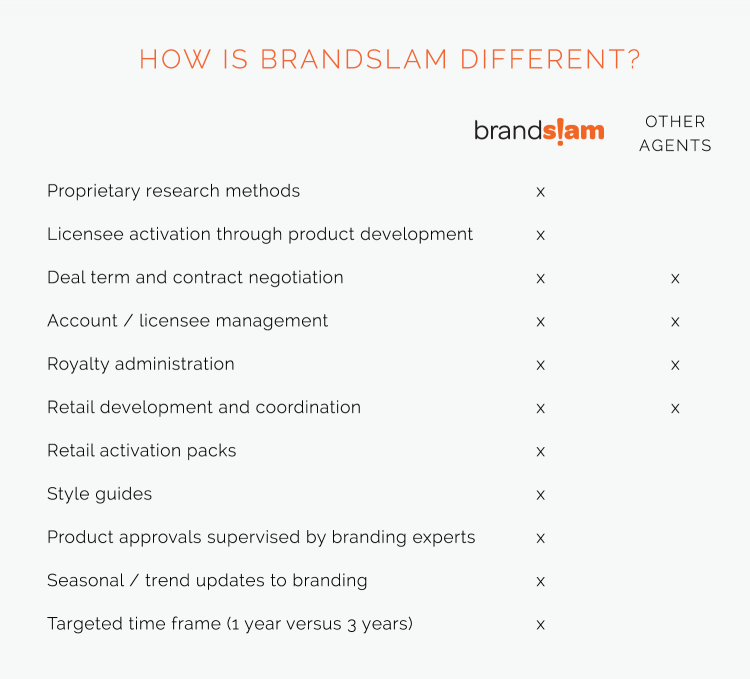 HOW IS BRANDSLAM DIFFERENT?
brandslam OTHER
AGENTS
Proprietary research methods x
Licensee activation through product development x
Deal term and contract negotiation x x
Account / licensee management x x
Royalty administration x x
Retail development and coordination x x
Retail activation packs x
Style guides x
Product approvals supervised by branding experts x
Seasonal / trend updates to branding x
Targeted time frame (1 year versus 3 years) x